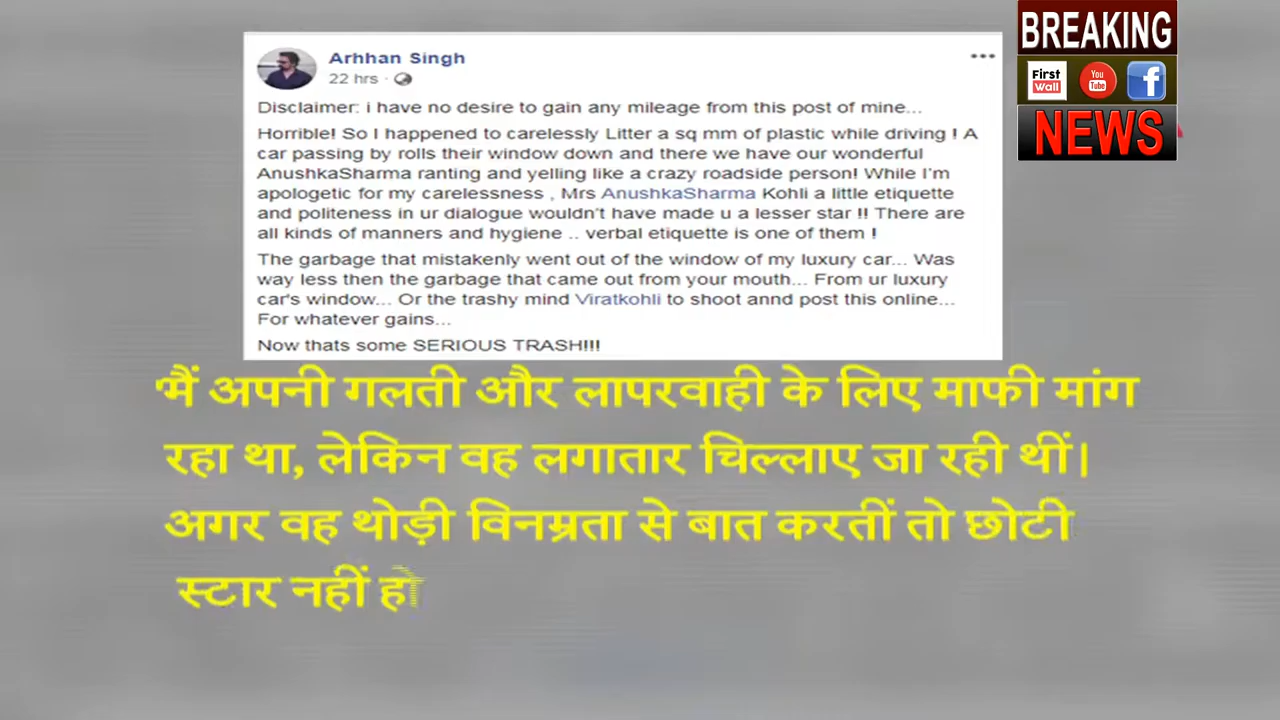 BREAKING
First
Wall
You
Tube
f
NEWS
Arhhan Singh
22 hrs ·
Disclaimer: i have no desire to gain any mileage from this post of mine...
Horrible! So I happened to carelessly Litter a sq mm of plastic while driving ! A
car passing by rolls their window down and there we have our wonderful
AnushkaSharma ranting and yelling like a crazy roadside person! While I'm
apologetic for my carelessness , Mrs AnushkaSharma Kohli a little etiquette
and politeness in ur dialogue wouldn't have made u a lesser star !! There are
all kinds of manners and hygiene .. verbal etiquette is one of them !
The garbage that mistakenly went out of the window of my luxury car... Was
way less then the garbage that came out from your mouth... From ur luxury
car's window... Or the trashy mind Viratkohli to shoot annd post this online...
For whatever gains...
Now thats some SERIOUS TRASH!!!
'मैं अपनी गलती और लापरवाही के लिए माफी मांग
रहा था, लेकिन वह लगातार चिल्लाए जा रही थीं|
अगर वह थोड़ी विनम्रता से बात करतीं तो छोटी
स्टार नहीं